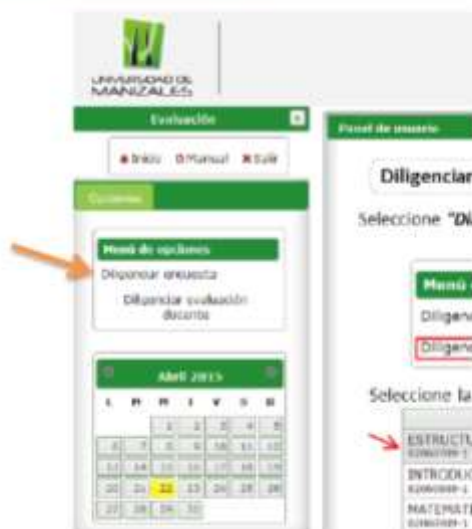 UNIVERSIDAD DE
MANIZALES
Evaluación
Inicio Manual Salir
Opciones
Menú de opciones
Diligenciar encuesta
Diligenciar evaluación
docente
Abril 2015
L M M J V S D
1 2 3 4 5
6 7 8 9 10 11 12
13 14 15 16 17 18 19
20 21 22 23 24 25 26
27 28 29 30
Panel de usuario
Diligenciar
Seleccione "Di
Menú
Diligenc
Diligenc
Seleccione la
ESTRUCTU
INTRODUC
MATEMATI